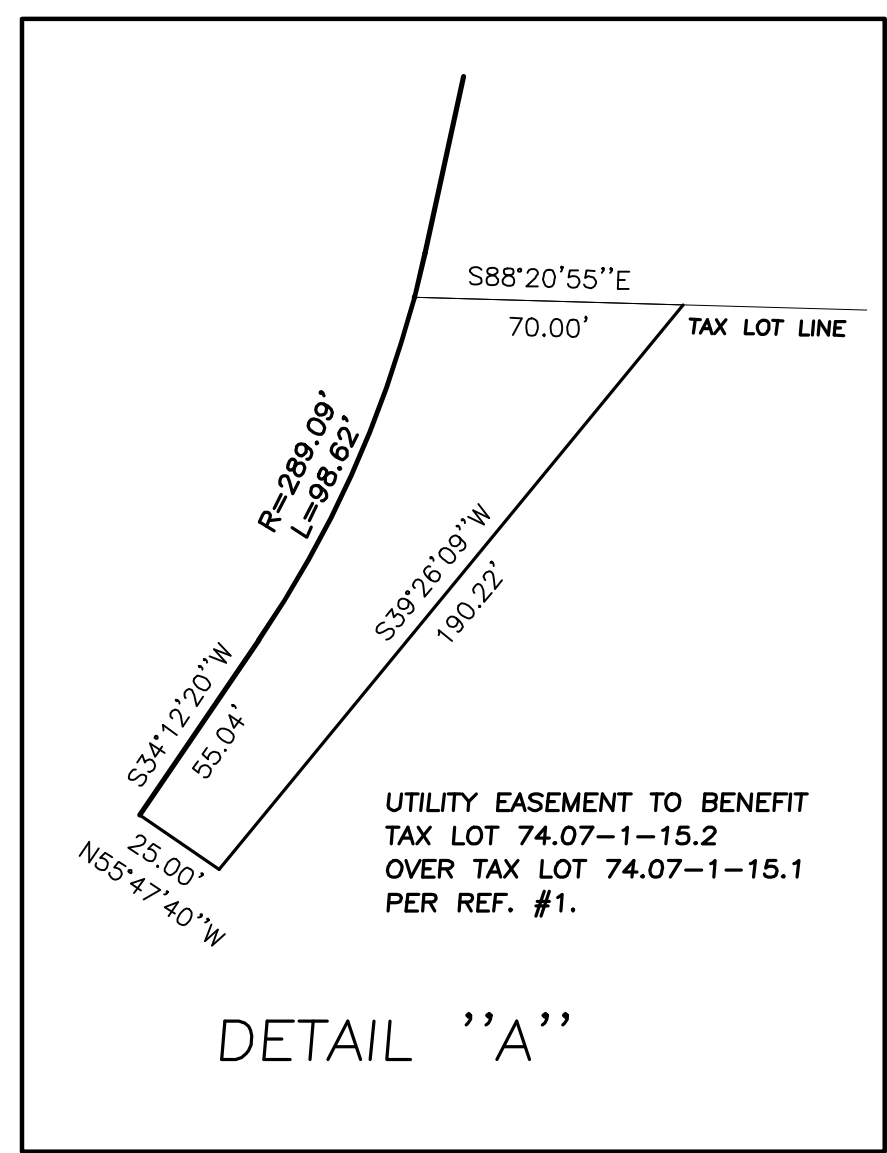 S88°20'55''E
70.00'
TAX LOT LINE
R=289.09'
L=98.62'
S39°26'09''W
190.22'
S34°12'20''W
55.04'
25.00'
N55°47'40''W
UTILITY EASEMENT TO BENEFIT
TAX LOT 74.07-1-15.2
OVER TAX LOT 74.07-1-15.1
PER REF. #1.
DETAIL ''A''